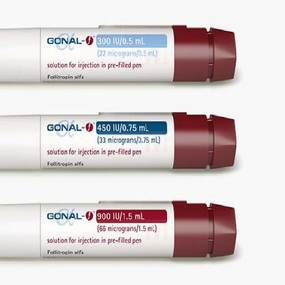 GONAL-f
300 IU/0.5 mL
(22 micrograms/0.5 mL)
solution for injection in pre-filled pen
Follitropin alfa
GONAL-f
450 IU/0.75 mL
(33 micrograms/0.75 mL)
solution for injection in pre-filled pen
Follitropin alfa
GONAL-f
900 IU/1.5 mL
(66 micrograms/1.5 mL)
solution for injection in pre-filled pen
Follitropin alfa